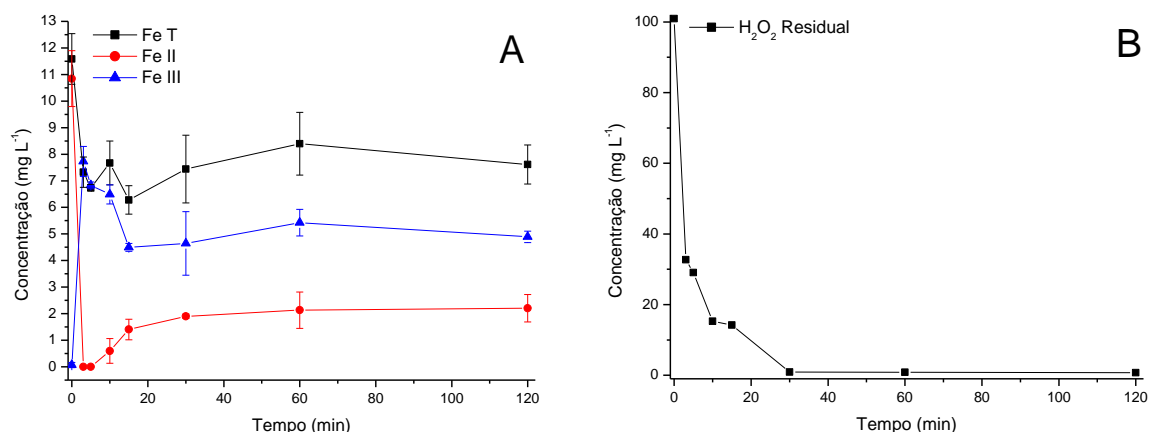 A
Fe T
Fe II
Fe III
Concentração (mg L⁻¹)
13
12
11
10
9
8
7
6
5
4
3
2
1
0
0 20 40 60 80 100 120
Tempo (min)
B
H₂O₂ Residual
Concentração (mg L⁻¹)
100
80
60
40
20
0
0 20 40 60 80 100 120
Tempo (min)